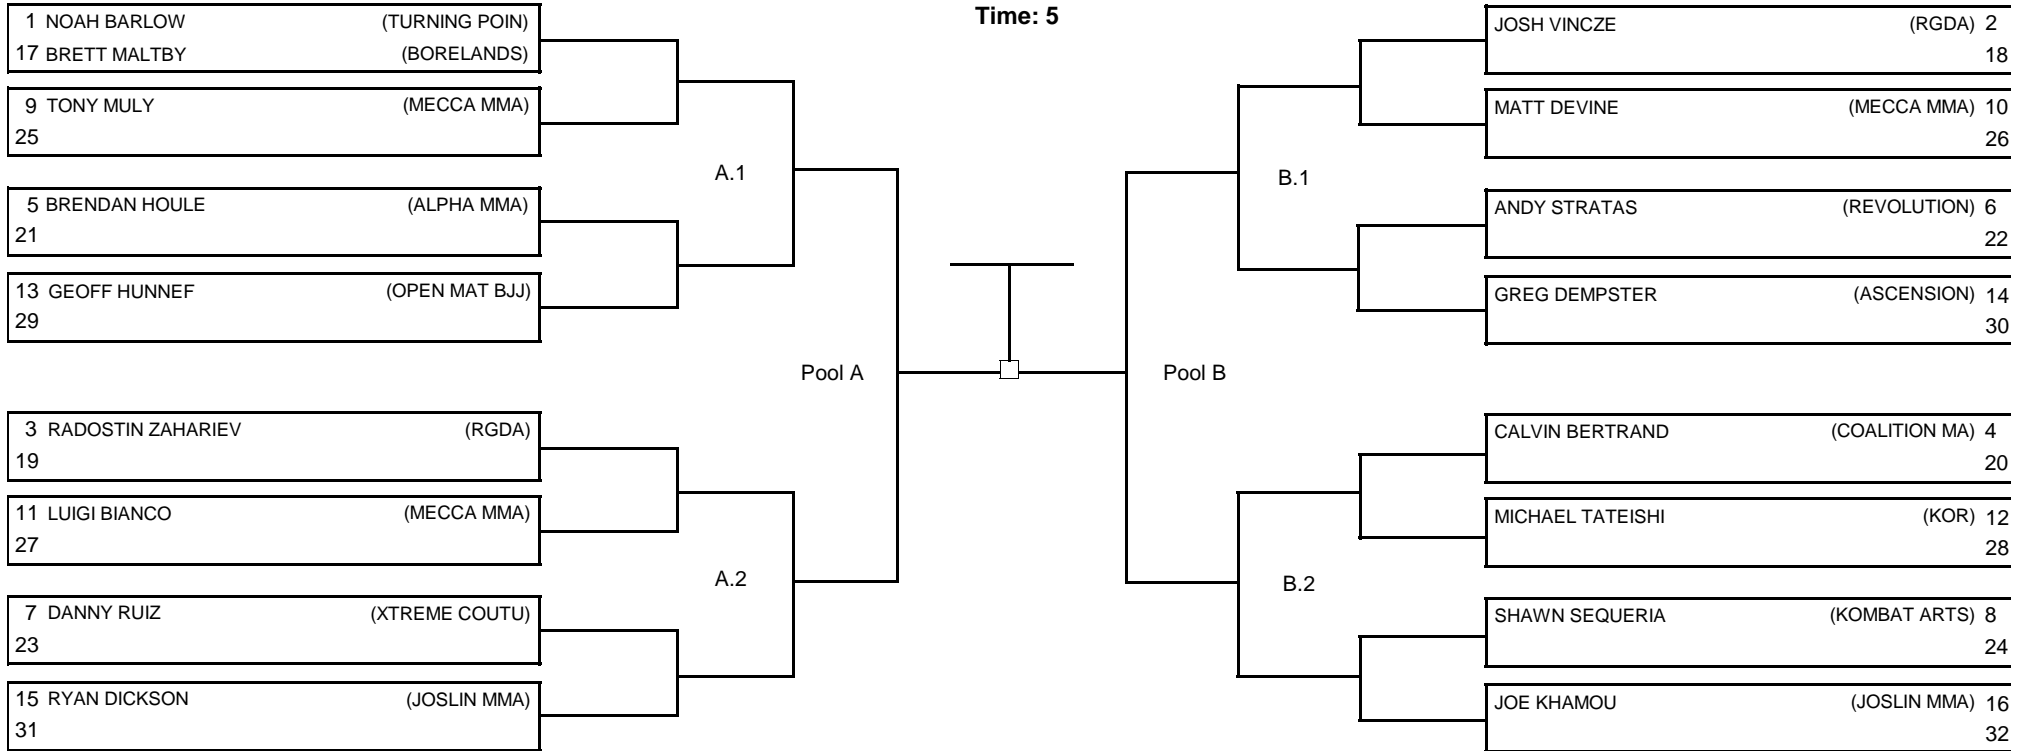 Time: 5
1 NOAH BARLOW (TURNING POIN)
17 BRETT MALTBY (BORELANDS)
9 TONY MULY (MECCA MMA)
25
A.1
5 BRENDAN HOULE (ALPHA MMA)
21
13 GEOFF HUNNEF (OPEN MAT BJJ)
29
Pool A
3 RADOSTIN ZAHARIEV (RGDA)
19
11 LUIGI BIANCO (MECCA MMA)
27
A.2
7 DANNY RUIZ (XTREME COUTU)
23
15 RYAN DICKSON (JOSLIN MMA)
31
JOSH VINCZE (RGDA) 2
18
MATT DEVINE (MECCA MMA) 10
26
B.1
ANDY STRATAS (REVOLUTION) 6
22
GREG DEMPSTER (ASCENSION) 14
30
Pool B
CALVIN BERTRAND (COALITION MA) 4
20
MICHAEL TATEISHI (KOR) 12
28
B.2
SHAWN SEQUERIA (KOMBAT ARTS) 8
24
JOE KHAMOU (JOSLIN MMA) 16
32